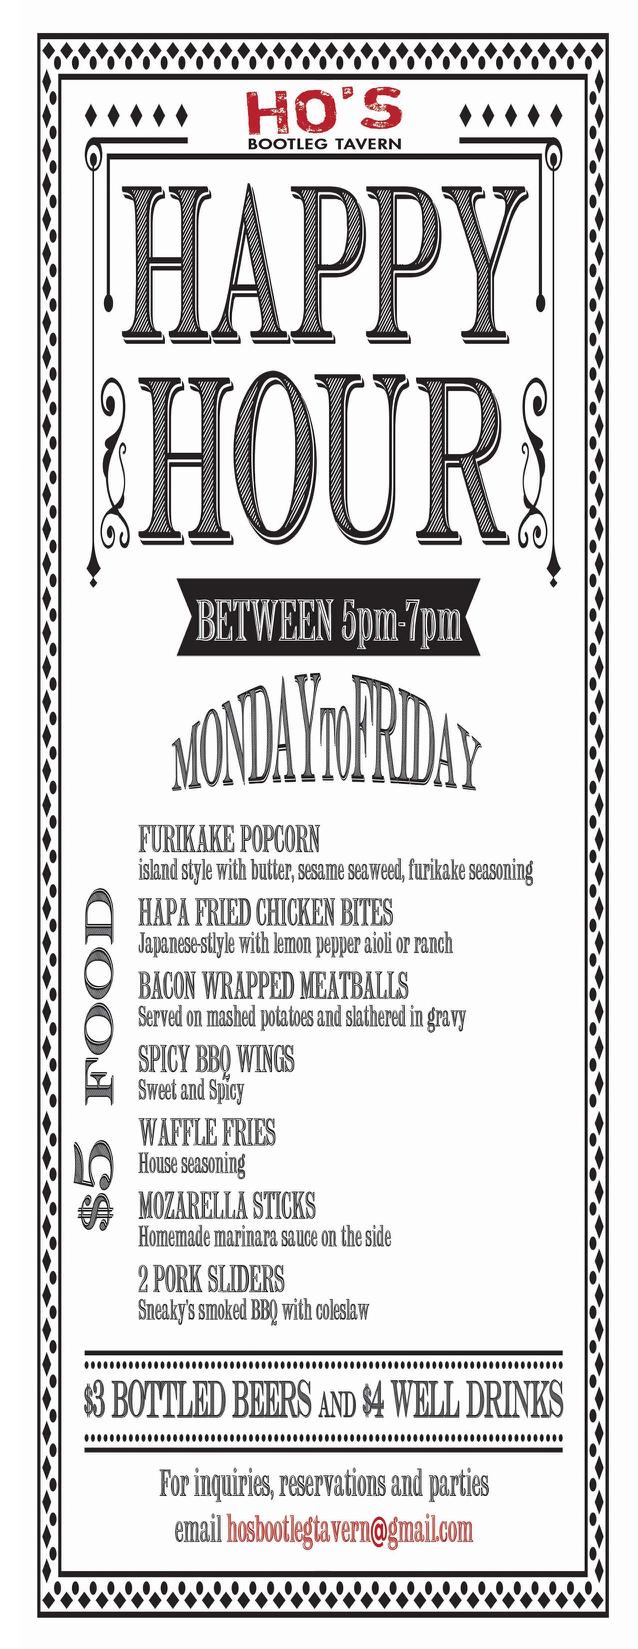 HO'S
BOOTLEG TAVERN
HAPPY
HOUR
BETWEEN 5pm-7pm
MONDAY TO FRIDAY
$5 FOOD
FURIKAKE POPCORN
island style with butter, sesame seaweed, furikake seasoning
HAPA FRIED CHICKEN BITES
Japanese-stlyle with lemon pepper aioli or ranch
BACON WRAPPED MEATBALLS
Served on mashed potatoes and slathered in gravy
SPICY BBQ WINGS
Sweet and Spicy
WAFFLE FRIES
House seasoning
MOZARELLA STICKS
Homemade marinara sauce on the side
2 PORK SLIDERS
Sneaky's smoked BBQ with coleslaw
$3 BOTTLED BEERS AND $4 WELL DRINKS
For inquiries, reservations and parties
email hosbootlegtavern@gmail.com